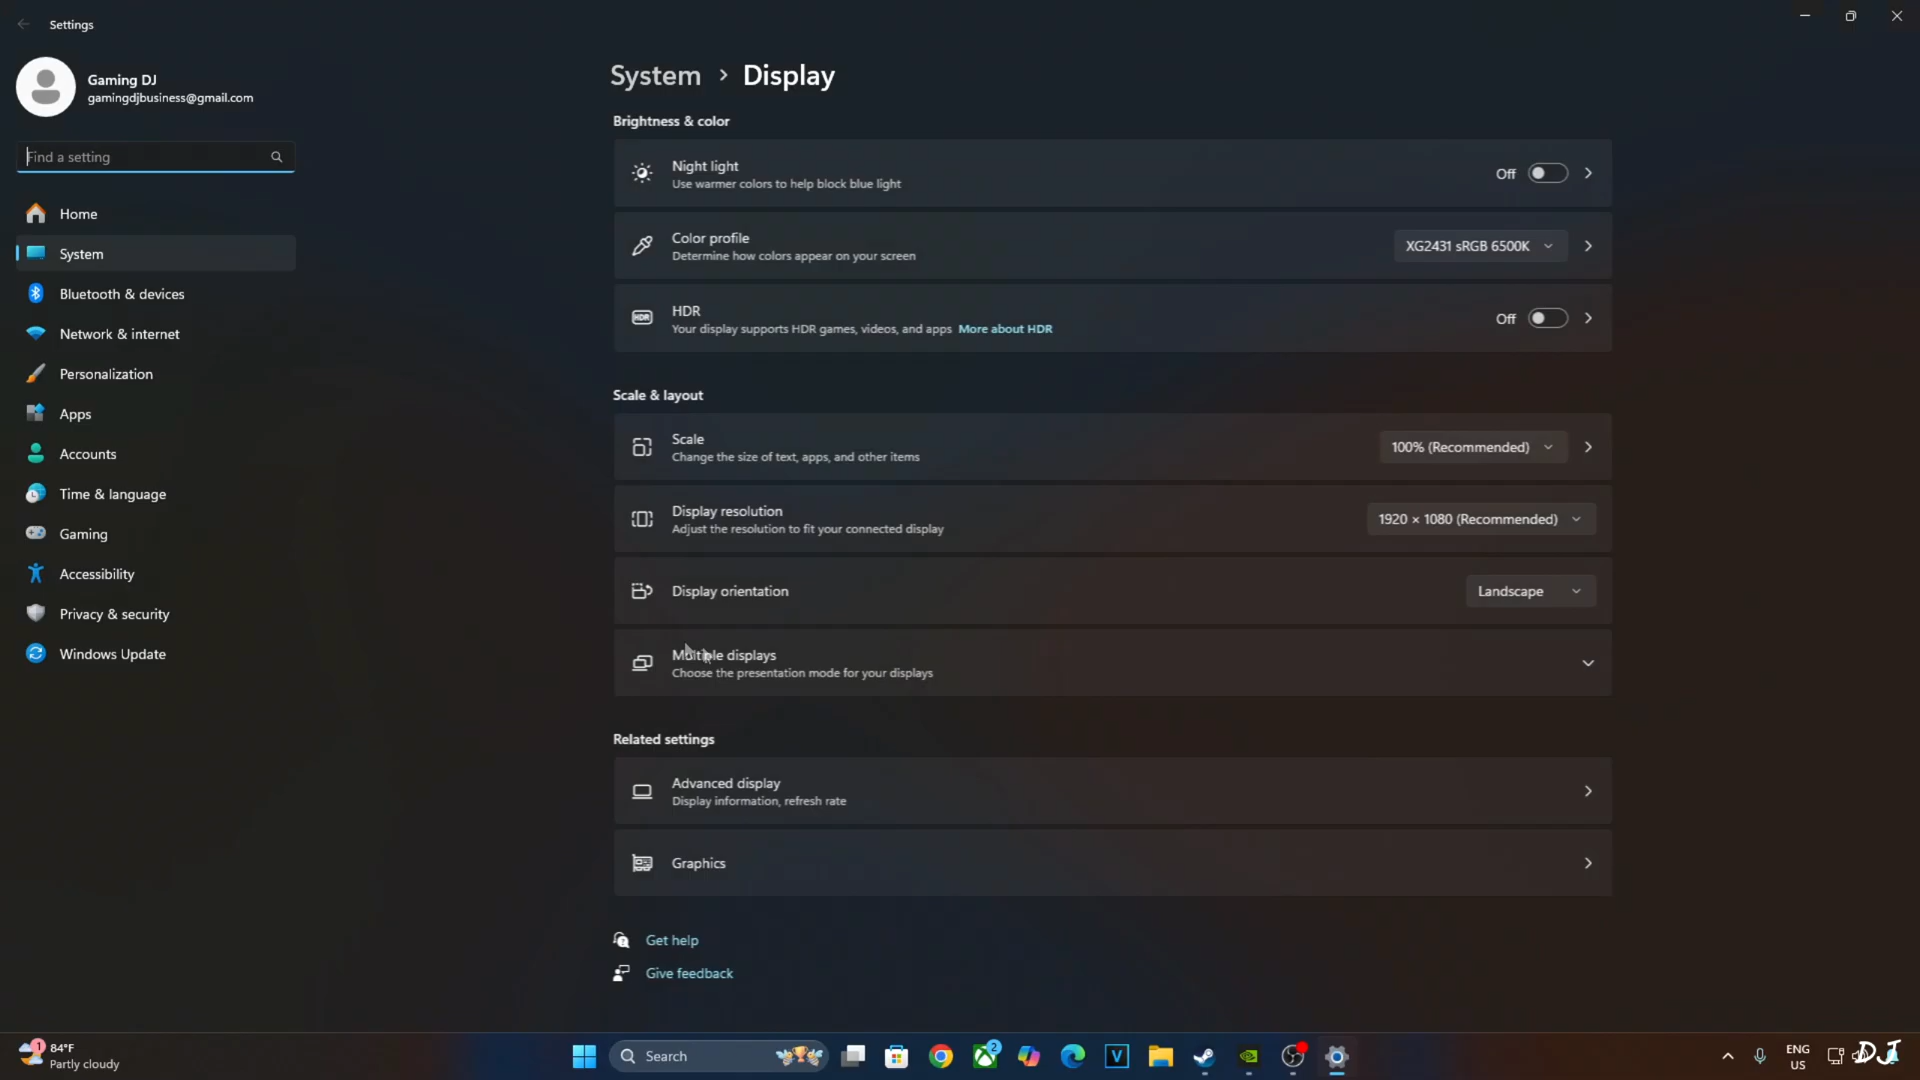 Settings
Gaming DJ
gamingdjbusiness@gmail.com
Find a setting
Home
System
Bluetooth & devices
Network & internet
Personalization
Apps
Accounts
Time & language
Gaming
Accessibility
Privacy & security
Windows Update
System > Display
Brightness & color
Night light
Use warmer colors to help block blue light
Off
Color profile
Determine how colors appear on your screen
XG2431 sRGB 6500K
HDR
HDR
Your display supports HDR games, videos, and apps More about HDR
Off
Scale & layout
Scale
Change the size of text, apps, and other items
100% (Recommended)
Display resolution
Adjust the resolution to fit your connected display
1920 × 1080 (Recommended)
Display orientation
Landscape
Multiple displays
Choose the presentation mode for your displays
Related settings
Advanced display
Display information, refresh rate
Graphics
Get help
Give feedback
1
84°F
Partly cloudy
Search
2
V
ENG
US
DJ